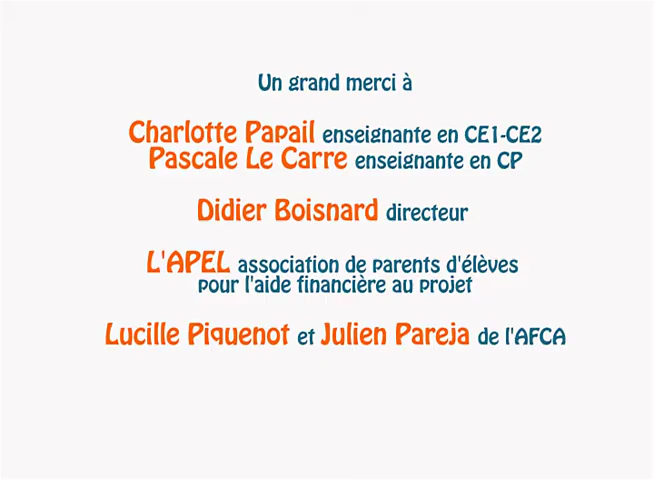 Un grand merci à
Charlotte Papail enseignante en CE1-CE2
Pascale Le Carre enseignante en CP
Didier Boisnard directeur
L'APEL association de parents d'élèves
pour l'aide financière au projet
Lucille Piquenot et Julien Pareja de l'AFCA